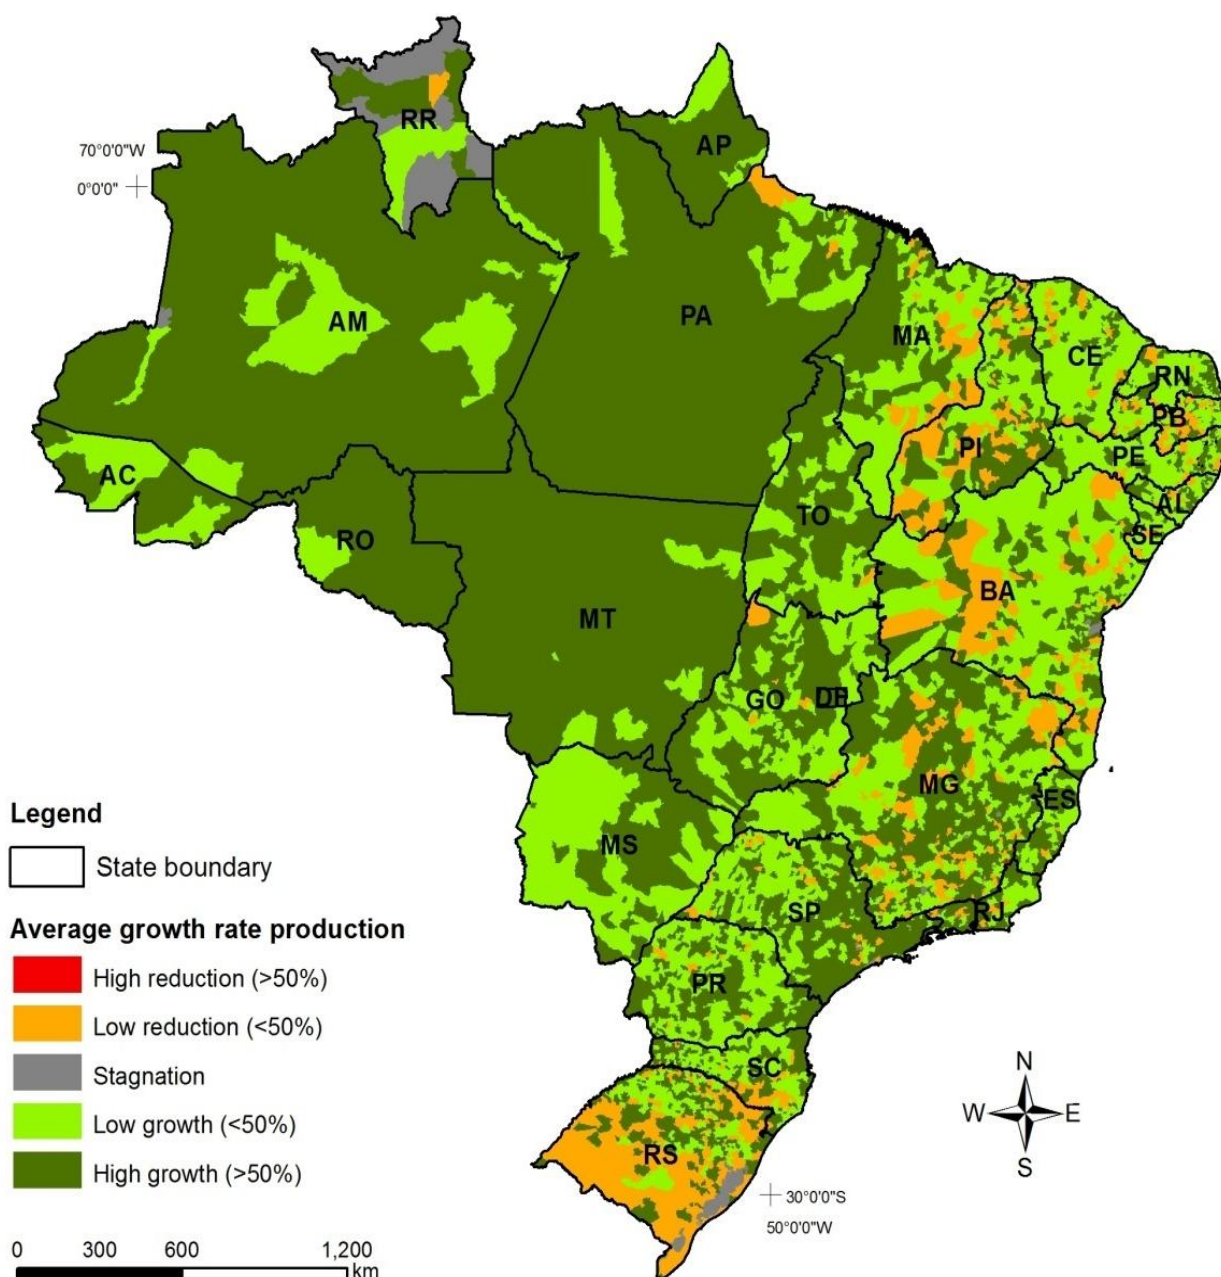 RR
AP
70°0'0"W
0°0'0"
AM
PA
MA
CE
RN
PB
PI
PE
AC
AL
TO
SE
RO
BA
MT
GO
DF
MG
ES
Legend
MS
State boundary
SP
RJ
Average growth rate production
High reduction (>50%)
PR
Low reduction (<50%)
Stagnation
SC
N
Low growth (<50%)
W
E
High growth (>50%)
RS
S
30°0'0"S
50°0'0"W
0 300 600 1,200
km